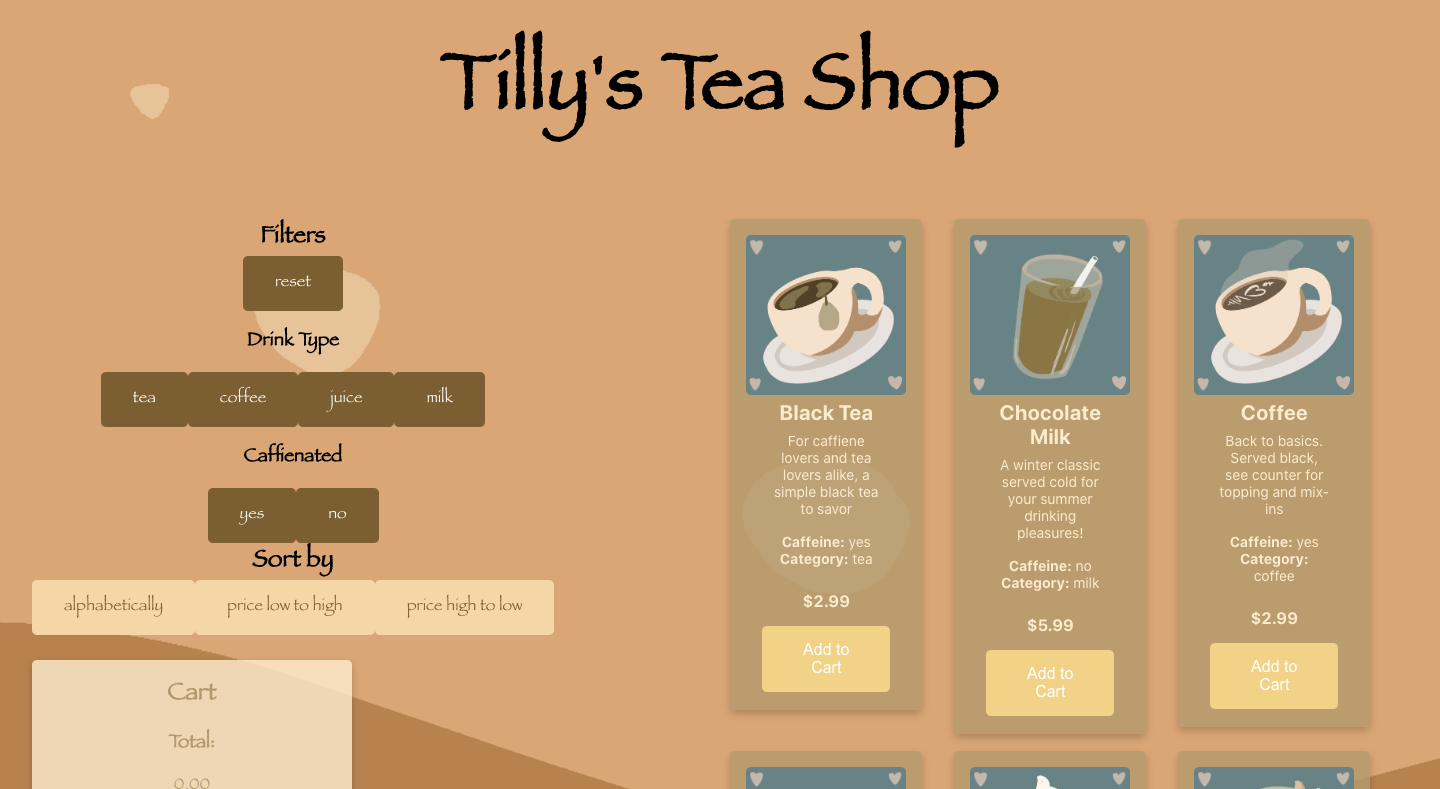 Tilly's Tea Shop
Filters
reset
Drink Type
tea coffee juice milk
Caffienated
yes no
Sort by
alphabetically price low to high price high to low
Cart
Total:
0.00
Black Tea
For caffiene
lovers and tea
lovers alike, a
simple black tea
to savor
Caffeine: yes
Category: tea
$2.99
Add to
Cart
Chocolate
Milk
A winter classic
served cold for
your summer
drinking
pleasures!
Caffeine: no
Category: milk
$5.99
Add to
Cart
Coffee
Back to basics.
Served black,
see counter for
topping and mix-
ins
Caffeine: yes
Category:
coffee
$2.99
Add to
Cart